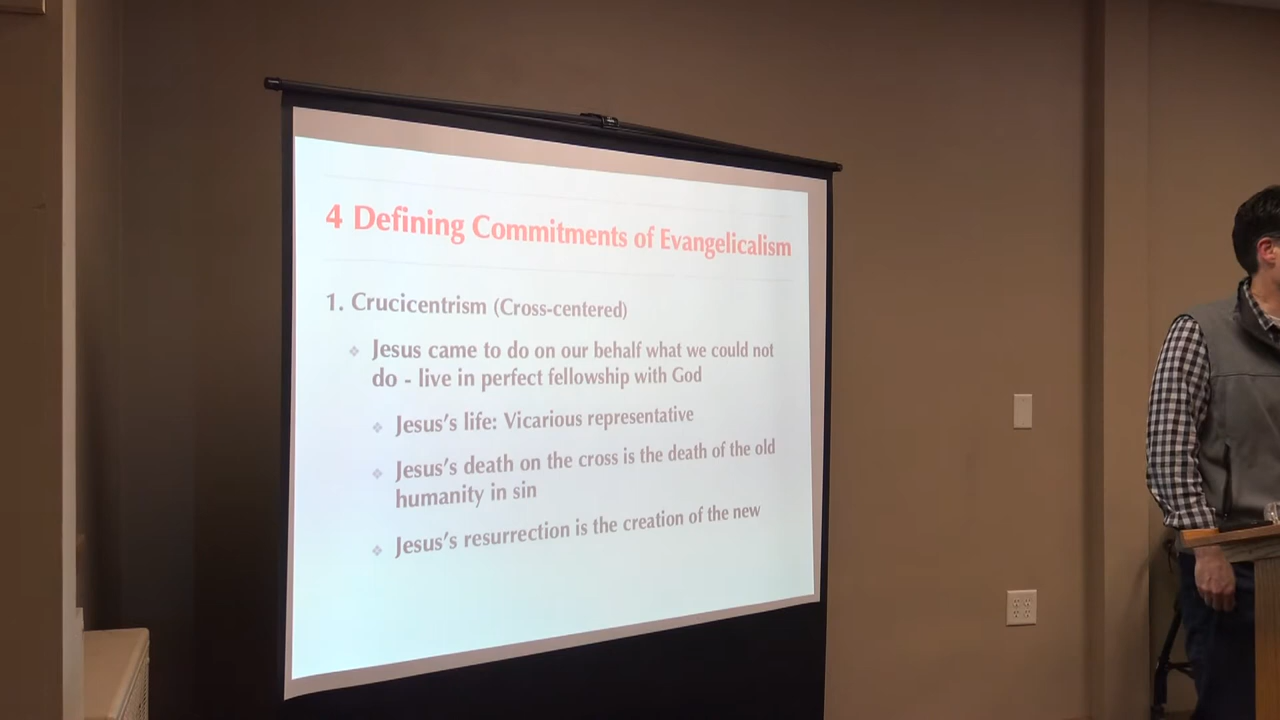 4 Defining Commitments of Evangelicalism
1. Crucicentrism (Cross-centered)
Jesus came to do on our behalf what we could not
do - live in perfect fellowship with God
Jesus's life: Vicarious representative
Jesus's death on the cross is the death of the old
humanity in sin
Jesus's resurrection is the creation of the new